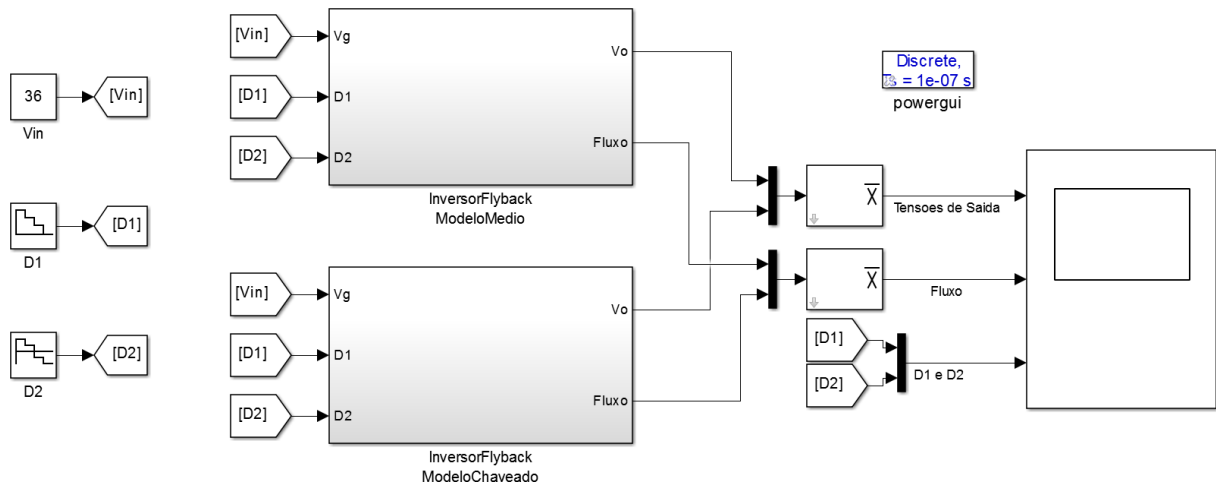 36
Vin
[Vin]
D1
[D1]
D2
[D2]
[Vin]
[D1]
[D2]
Vg
D1
D2
Vo
Fluxo
InversorFlyback
ModeloMedio
[Vin]
[D1]
[D2]
Vg
D1
D2
Vo
Fluxo
InversorFlyback
ModeloChaveado
Discrete,
= 1e-07 s
powergui
X
Tensoes de Saida
X
Fluxo
[D1]
[D2]
D1 e D2